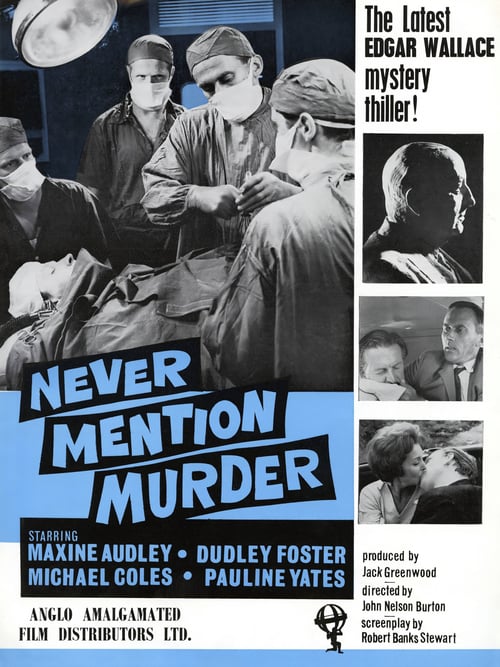 The Latest
EDGAR WALLACE
mystery
thiller!
NEVER
MENTION
MURDER
STARRING
MAXINE AUDLEY • DUDLEY FOSTER
MICHAEL COLES • PAULINE YATES
ANGLO AMALGAMATED
FILM DISTRIBUTORS LTD.
produced by
Jack Greenwood
directed by
John Nelson Burton
screenplay by
Robert Banks Stewart